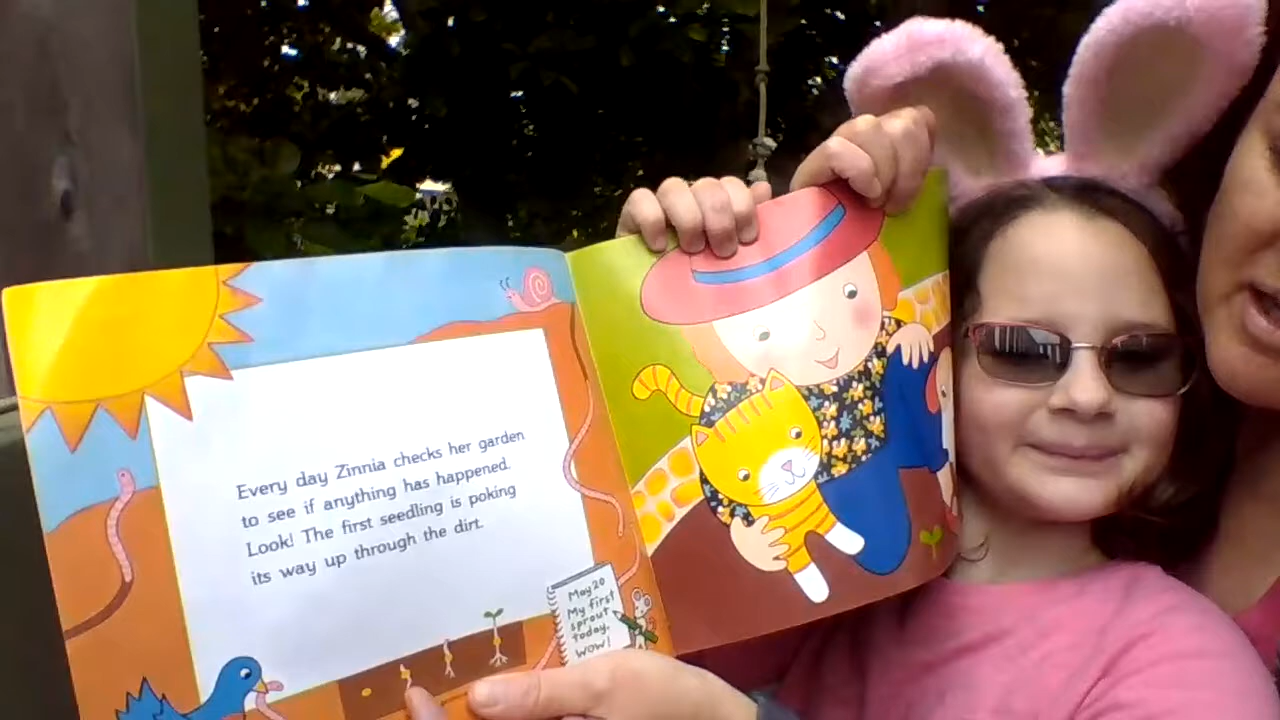 Every day Zinnia checks her garden
to see if anything has happened.
Look! The first seedling is poking
its way up through the dirt.
May 20
My first
sprout
today.
Wow!